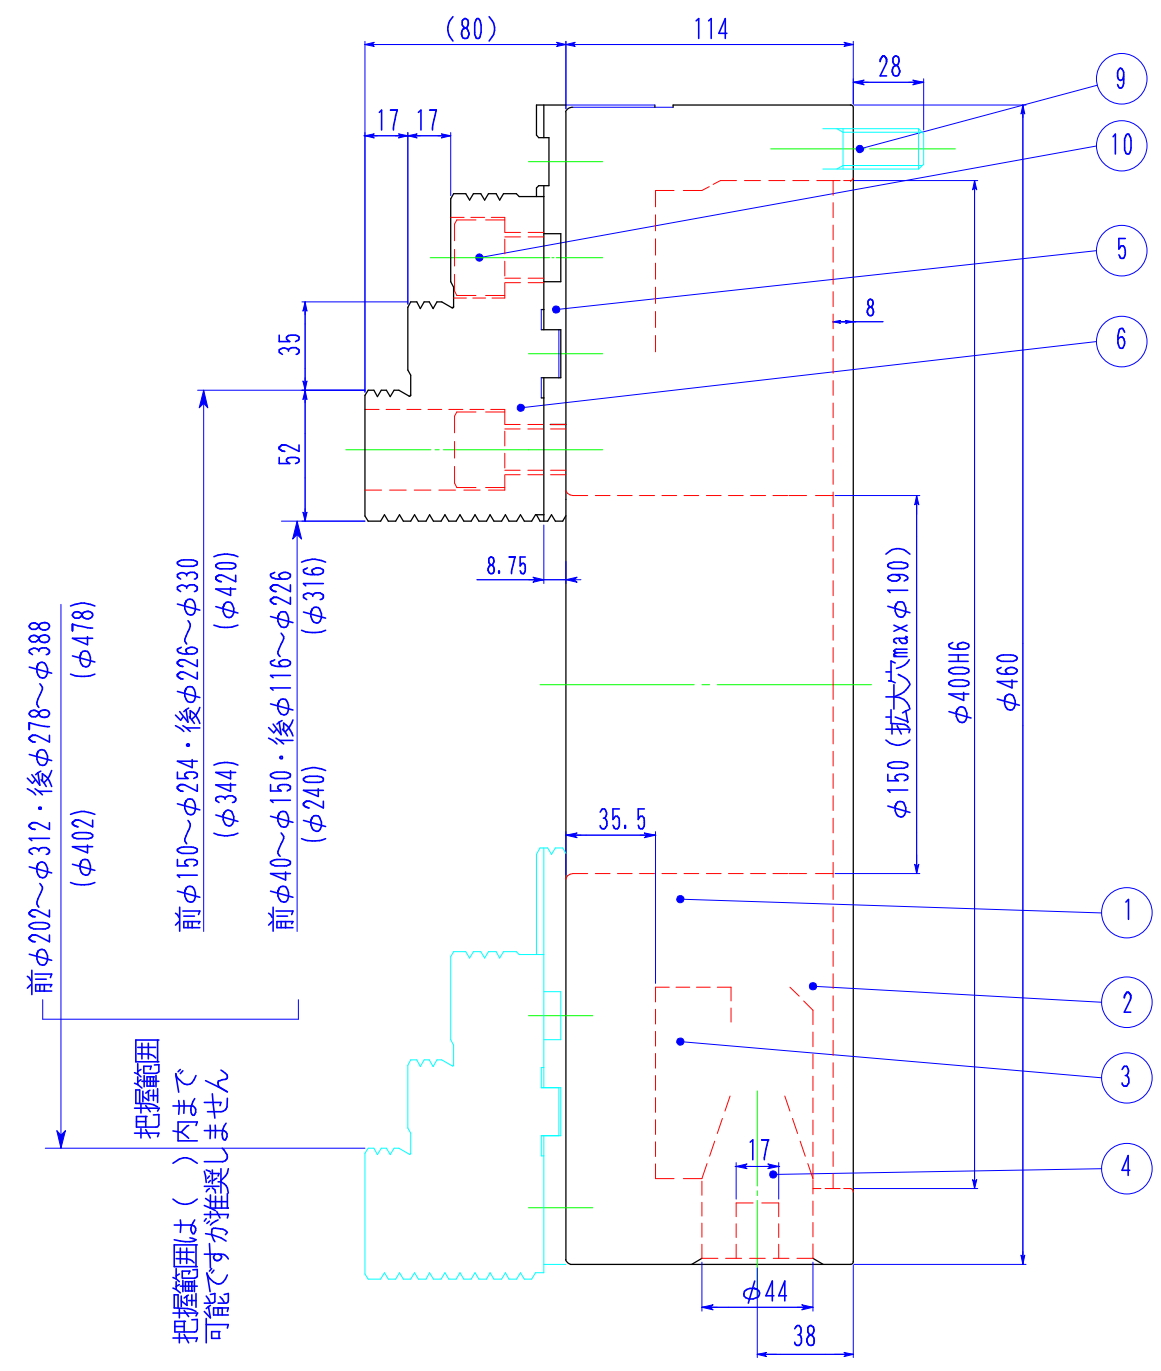 (80)
114
28
9
17
17
10
5
8
6
35
52
8.75
前φ202～φ312・後φ278～φ388
(φ402)
(φ478)
前φ150～φ254・後φ226～φ330
(φ344)
(φ420)
前φ40～φ150・後φ116～φ226
(φ240)
(φ316)
φ150(拡大穴maxφ190)
φ400H6
φ460
35.5
1
2
3
4
17
φ44
38
把握範囲
把握範囲は( )内まで
可能ですが推奨しません